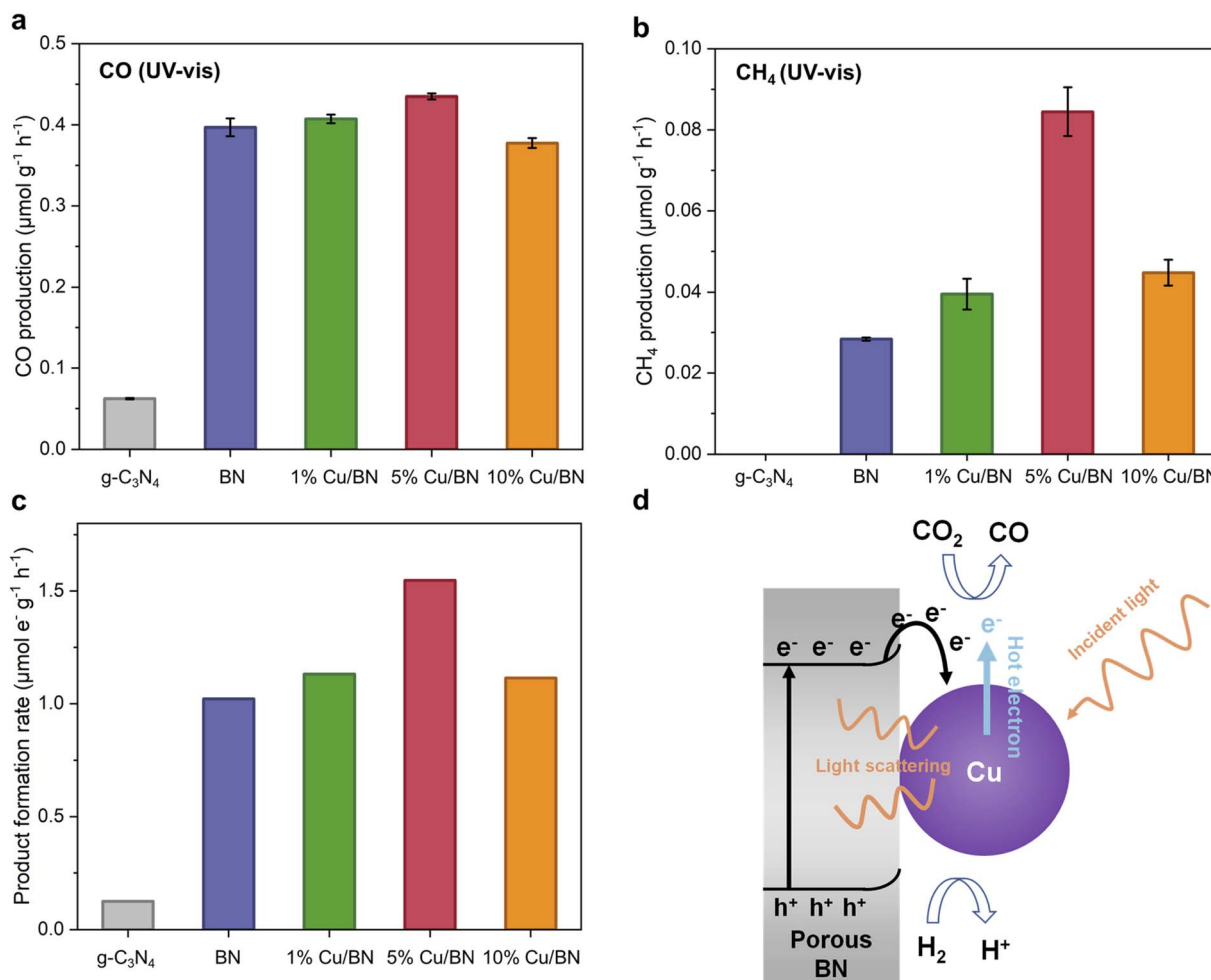 a
CO (UV-vis)
CO production (μmol g⁻¹ h⁻¹)
0.5
0.4
0.3
0.2
0.1
0.0
g-C₃N₄ BN 1% Cu/BN 5% Cu/BN 10% Cu/BN
b
CH₄ (UV-vis)
CH₄ production (μmol g⁻¹ h⁻¹)
0.10
0.08
0.06
0.04
0.02
0.00
g-C₃N₄ BN 1% Cu/BN 5% Cu/BN 10% Cu/BN
c
Product formation rate (μmol e⁻ g⁻¹ h⁻¹)
1.5
1.0
0.5
0.0
g-C₃N₄ BN 1% Cu/BN 5% Cu/BN 10% Cu/BN
d
CO₂ CO
e⁻ e⁻ e⁻
e⁻ e⁻ e⁻
e⁻
Hot electron
Incident light
Light scattering
Cu
h⁺ h⁺ h⁺
Porous
BN
H₂ H⁺